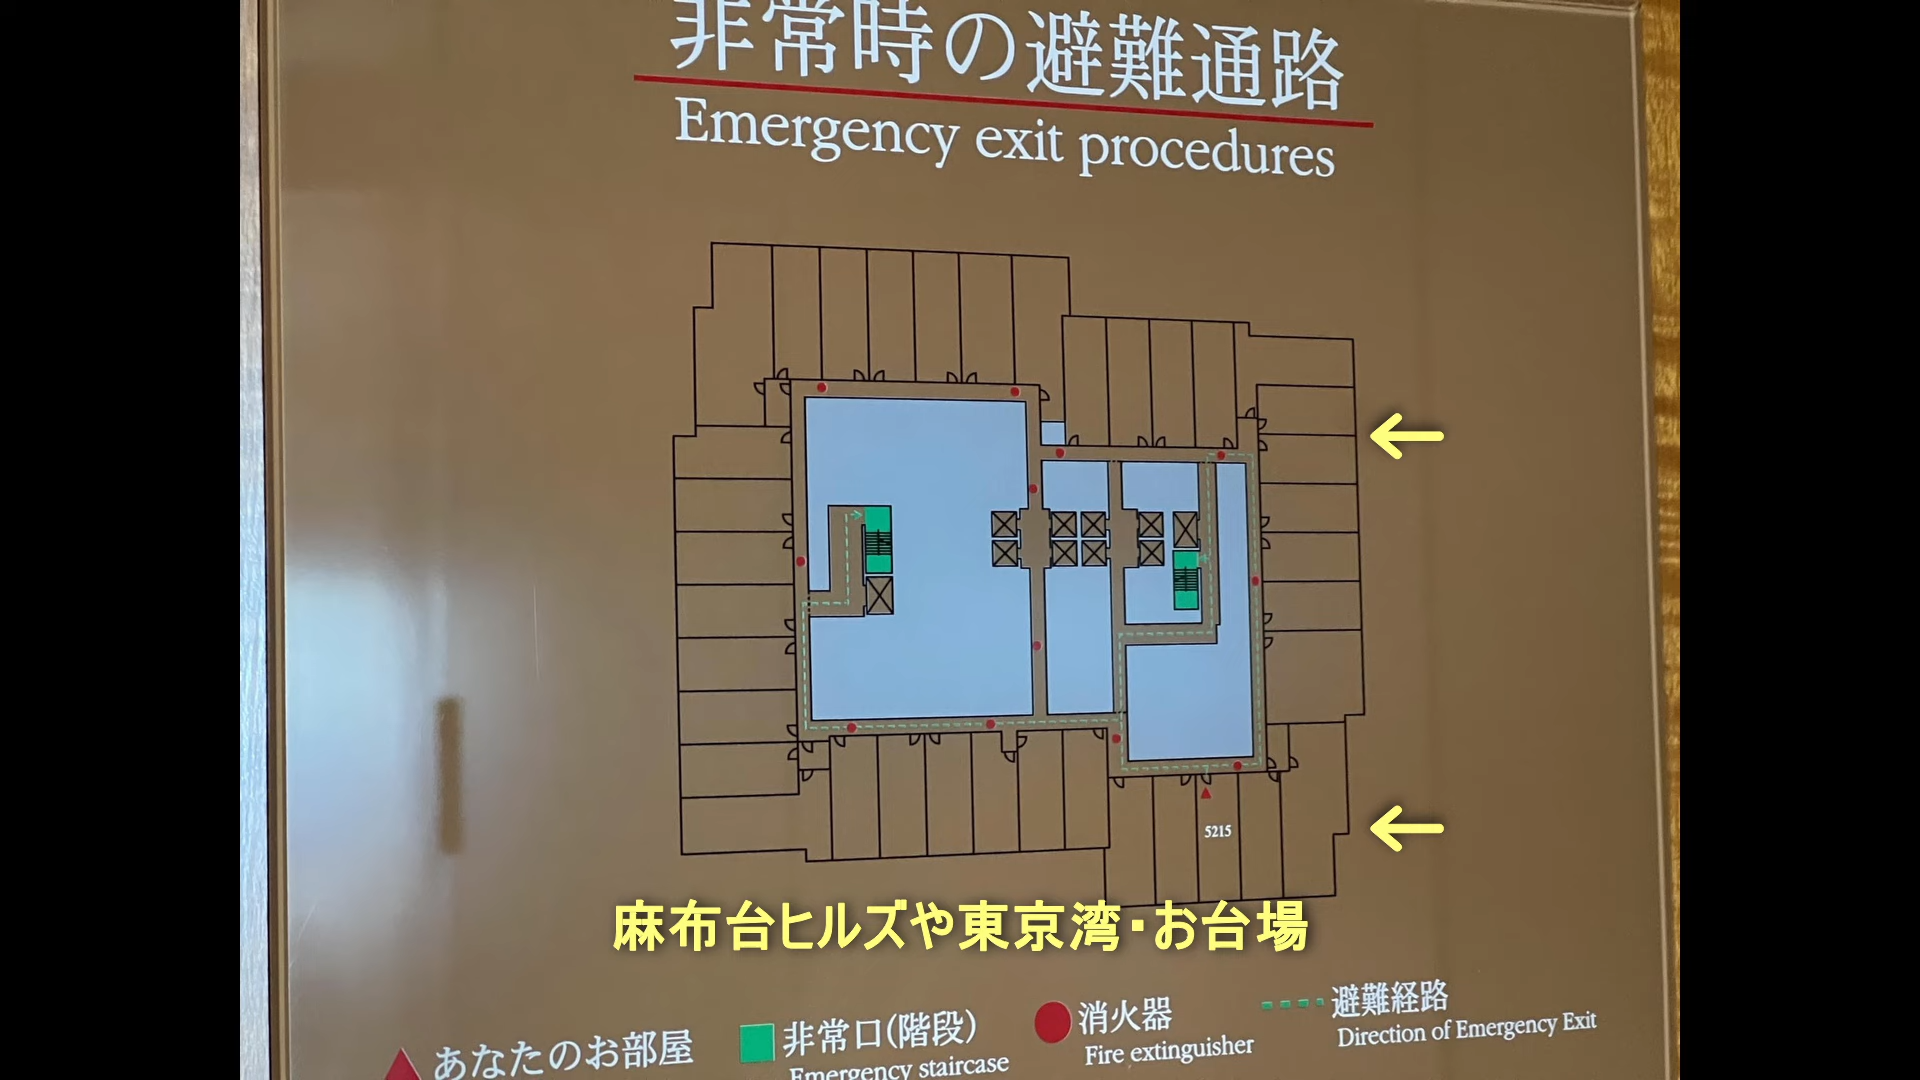 非常時の避難通路
Emergency exit procedures
5215
麻布台ヒルズや東京湾・お台場
あなたのお部屋
非常口(階段)
Emergency staircase
消火器
Fire extinguisher
避難経路
Direction of Emergency Exit